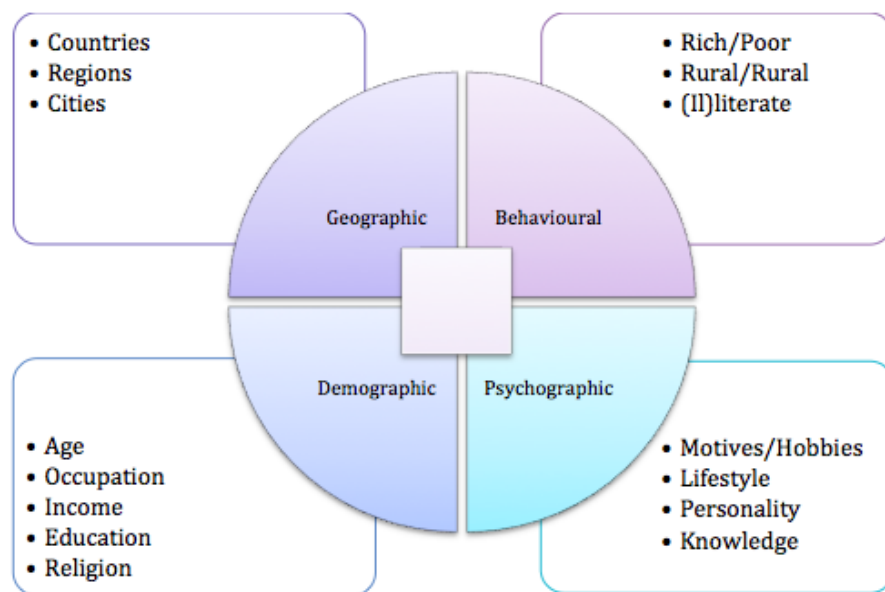 • Countries
• Regions
• Cities
• Rich/Poor
• Rural/Rural
• (Il)literate
Geographic
Behavioural
Demographic
Psychographic
• Age
• Occupation
• Income
• Education
• Religion
• Motives/Hobbies
• Lifestyle
• Personality
• Knowledge